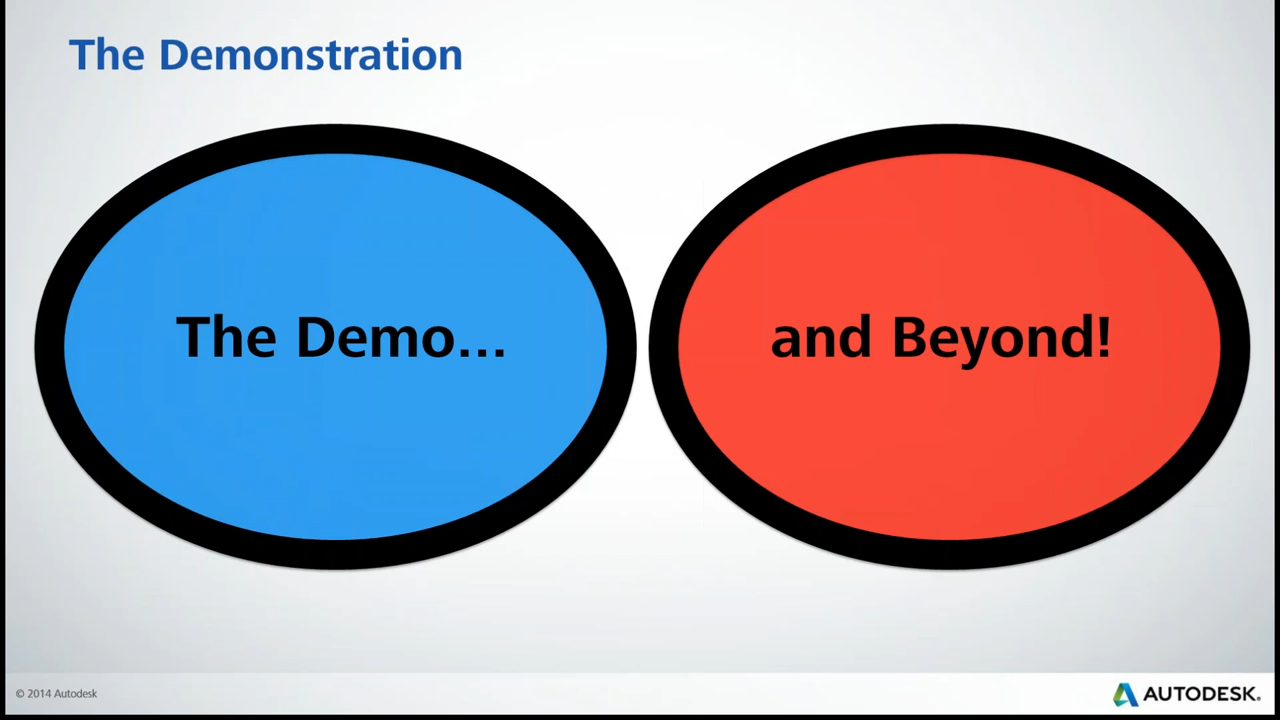 The Demonstration
The Demo...
and Beyond!
© 2014 Autodesk
AUTODESK.